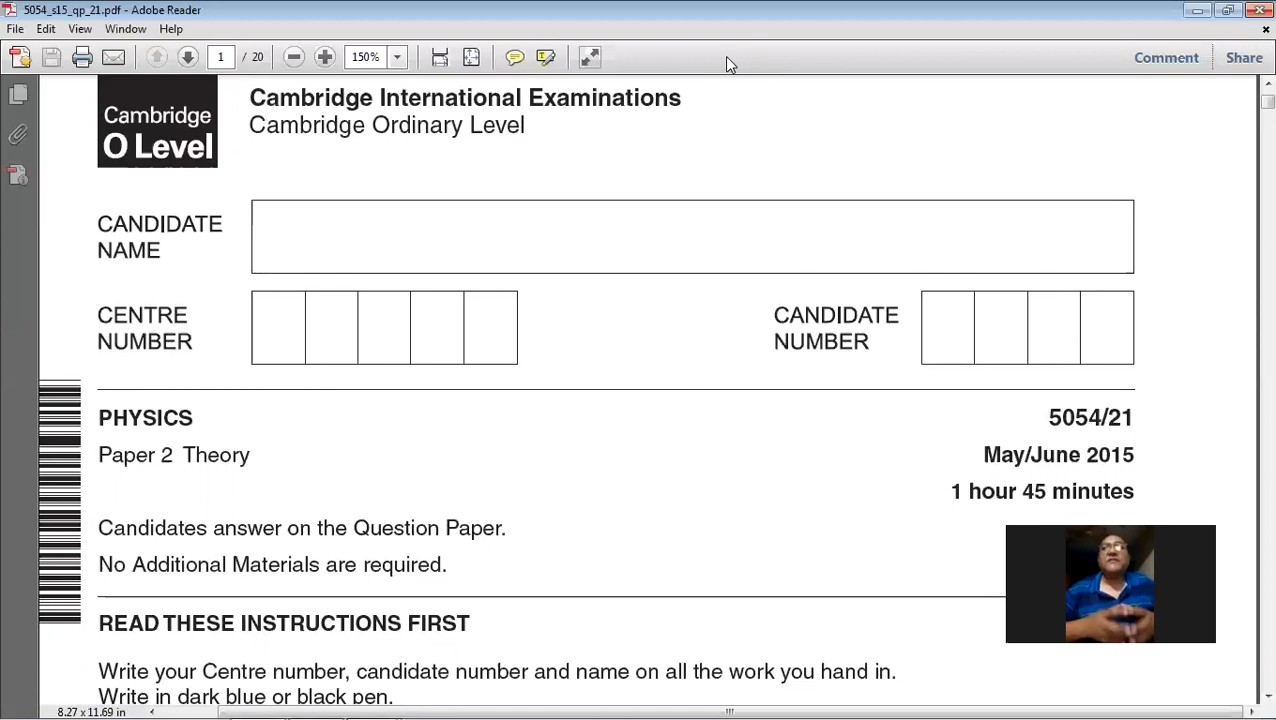 5054_s15_qp_21.pdf - Adobe Reader
File Edit View Window Help
1 / 20 150% Comment Share
Cambridge International Examinations
Cambridge Ordinary Level
Cambridge
O Level
CANDIDATE
NAME
CENTRE
NUMBER
CANDIDATE
NUMBER
PHYSICS 5054/21
Paper 2 Theory May/June 2015
1 hour 45 minutes
Candidates answer on the Question Paper.
No Additional Materials are required.
READ THESE INSTRUCTIONS FIRST
Write your Centre number, candidate number and name on all the work you hand in.
Write in dark blue or black pen.
8.27 x 11.69 in